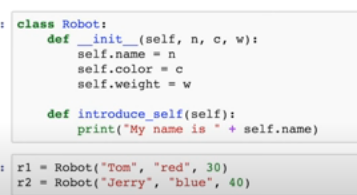 class Robot:
    def __init__(self, n, c, w):
        self.name = n
        self.color = c
        self.weight = w
    def introduce_self(self):
        print("My name is " + self.name)
r1 = Robot("Tom", "red", 30)
r2 = Robot("Jerry", "blue", 40)